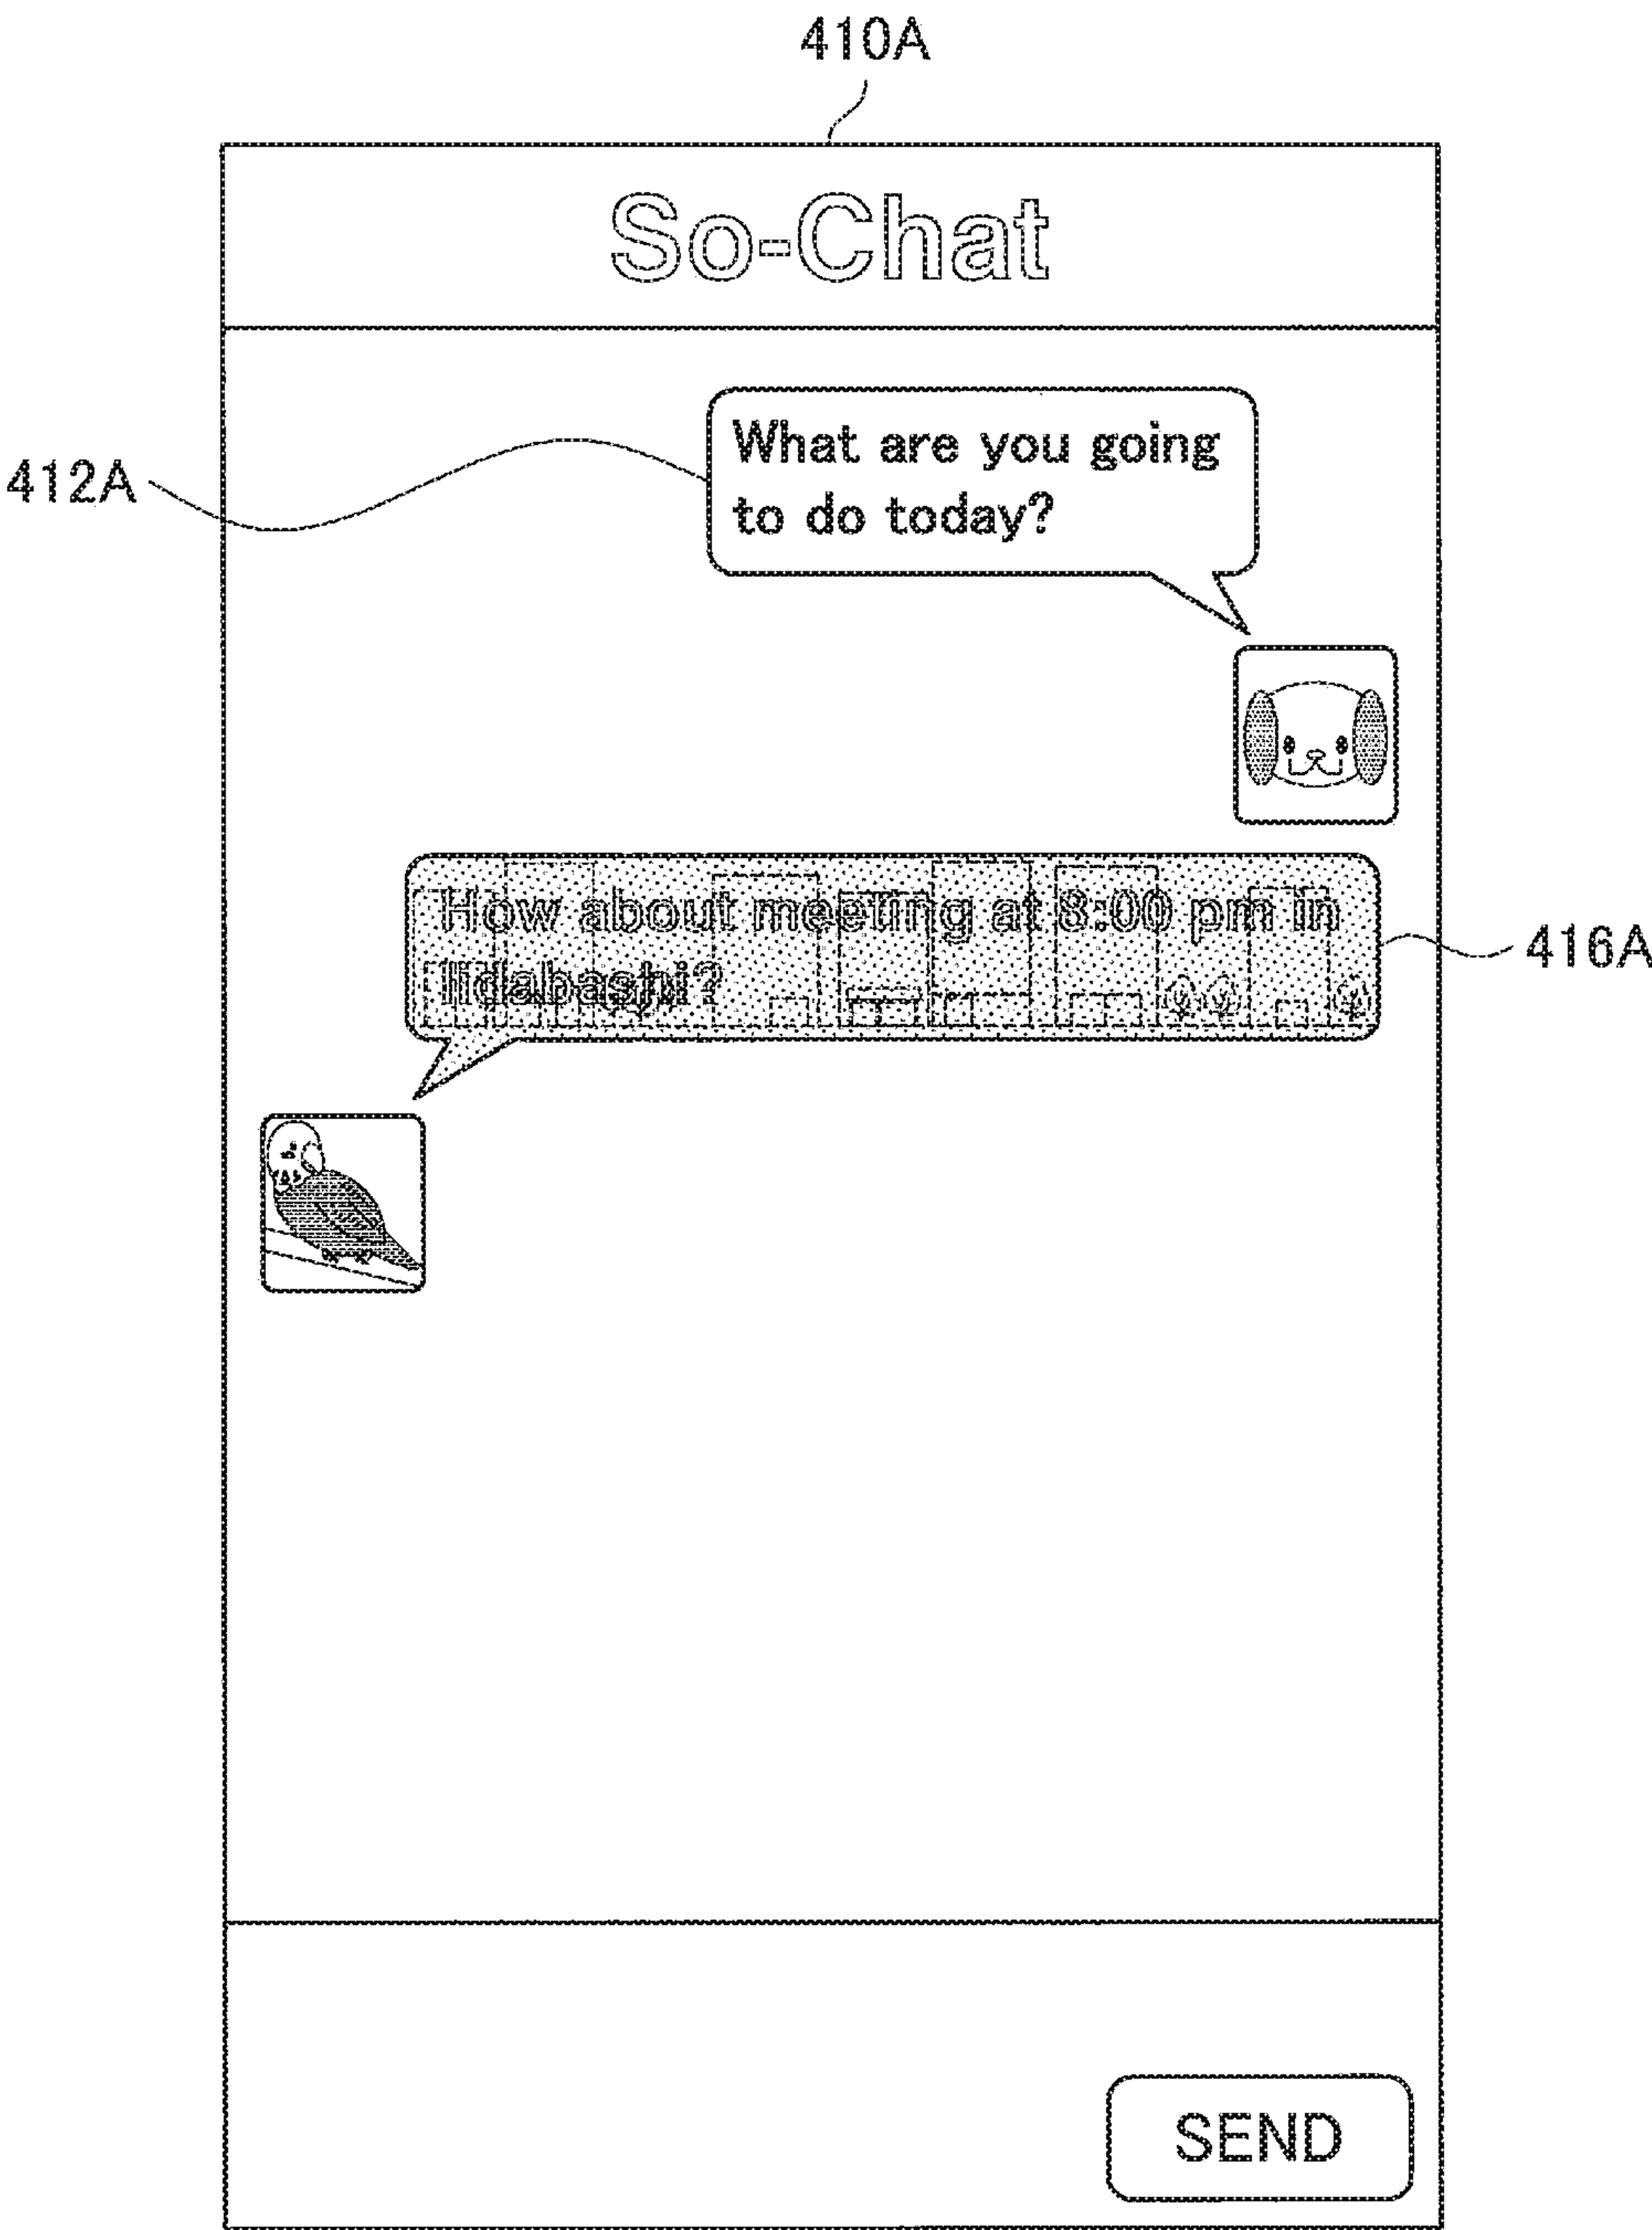 410A
So-Chat
What are you going
to do today?
412A
How about meeting at 8:00 pm in
Iidabashi?
416A
SEND